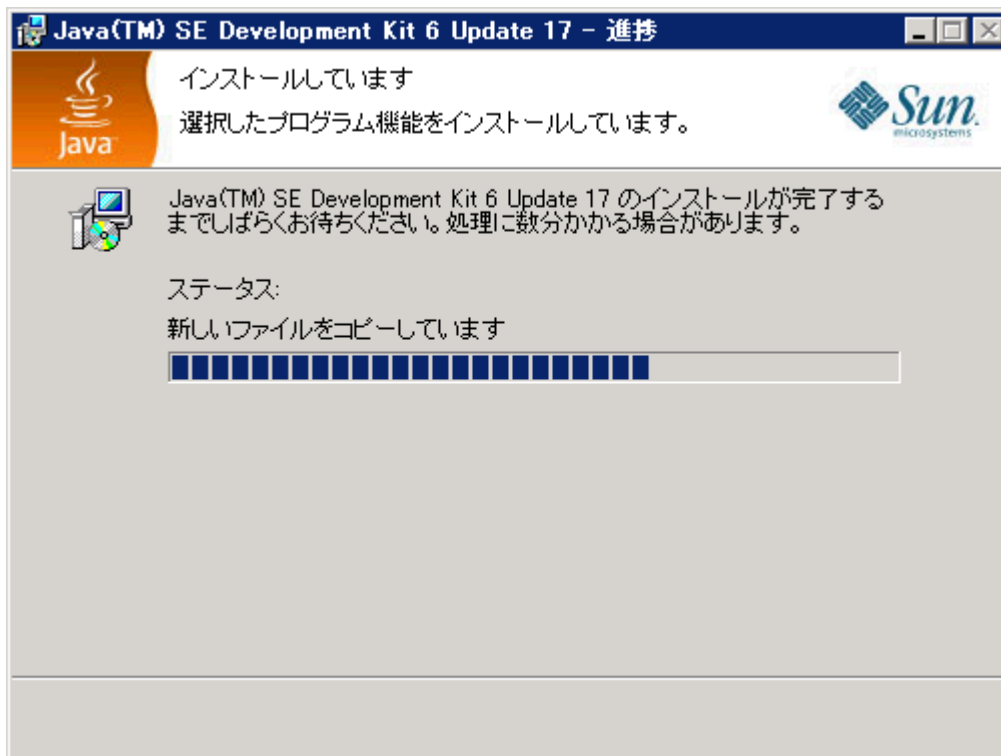 Java(TM) SE Development Kit 6 Update 17 - 進捗
インストールしています
選択したプログラム機能をインストールしています。
Java
Sun
microsystems
Java(TM) SE Development Kit 6 Update 17 のインストールが完了する
までしばらくお待ちください。処理に数分かかる場合があります。
ステータス:
新しいファイルをコピーしています